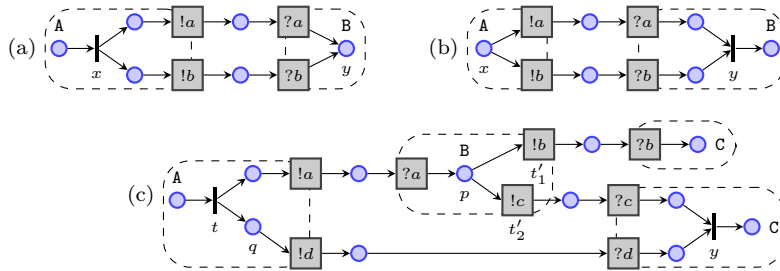 A !a ?a B
(a)
x y
!b ?b
A !a ?a B
(b)
x y
!b ?b
B !b ?b C
t′1
A !a ?a
p
(c)
!c ?c
t′2
t q
!d ?d y C